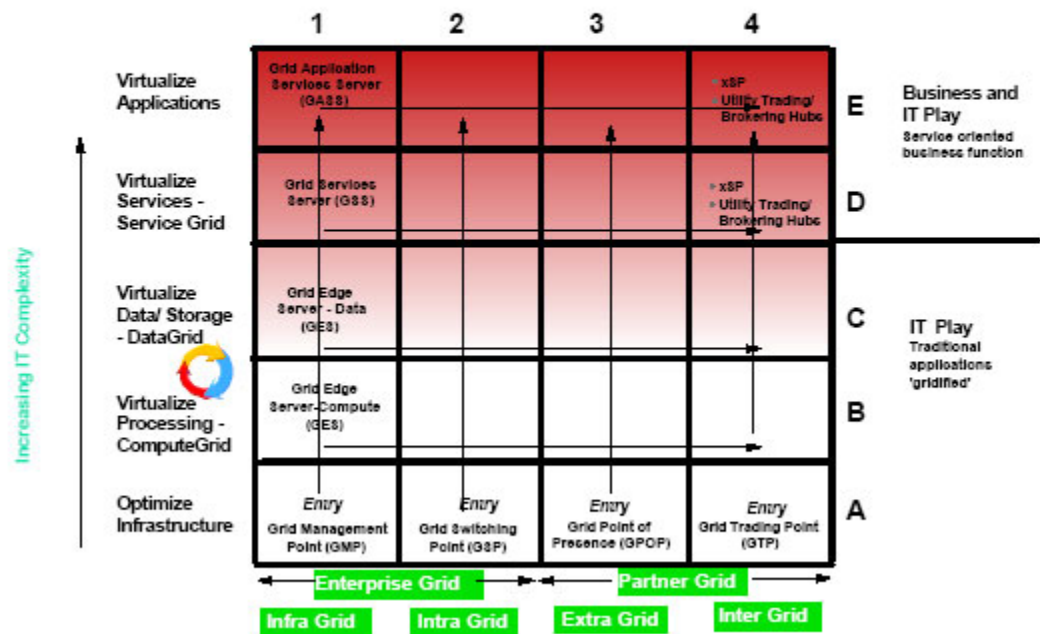 1 2 3 4
Virtualize
Applications
Grid Application
Services Server
(GASS)
xSP
Utility Trading/
Brokering Hubs
E
Business and
IT Play
Service oriented
business function
Virtualize
Services -
Service Grid
Grid Services
Server (GSS)
xSP
Utility Trading/
Brokering Hubs
D
Virtualize
Data/ Storage
- DataGrid
Grid Edge
Server - Data
(GES)
C
IT Play
Traditional
applications
'gridified'
Virtualize
Processing -
ComputeGrid
Grid Edge
Server-Compute
(GES)
B
Increasing IT Complexity
Optimize
Infrastructure
Entry
Grid Management
Point (GMP)
Entry
Grid Switching
Point (GSP)
Entry
Grid Point of
Presence (GPOP)
Entry
Grid Trading Point
(GTP)
A
Enterprise Grid
Partner Grid
Infra Grid
Intra Grid
Extra Grid
Inter Grid